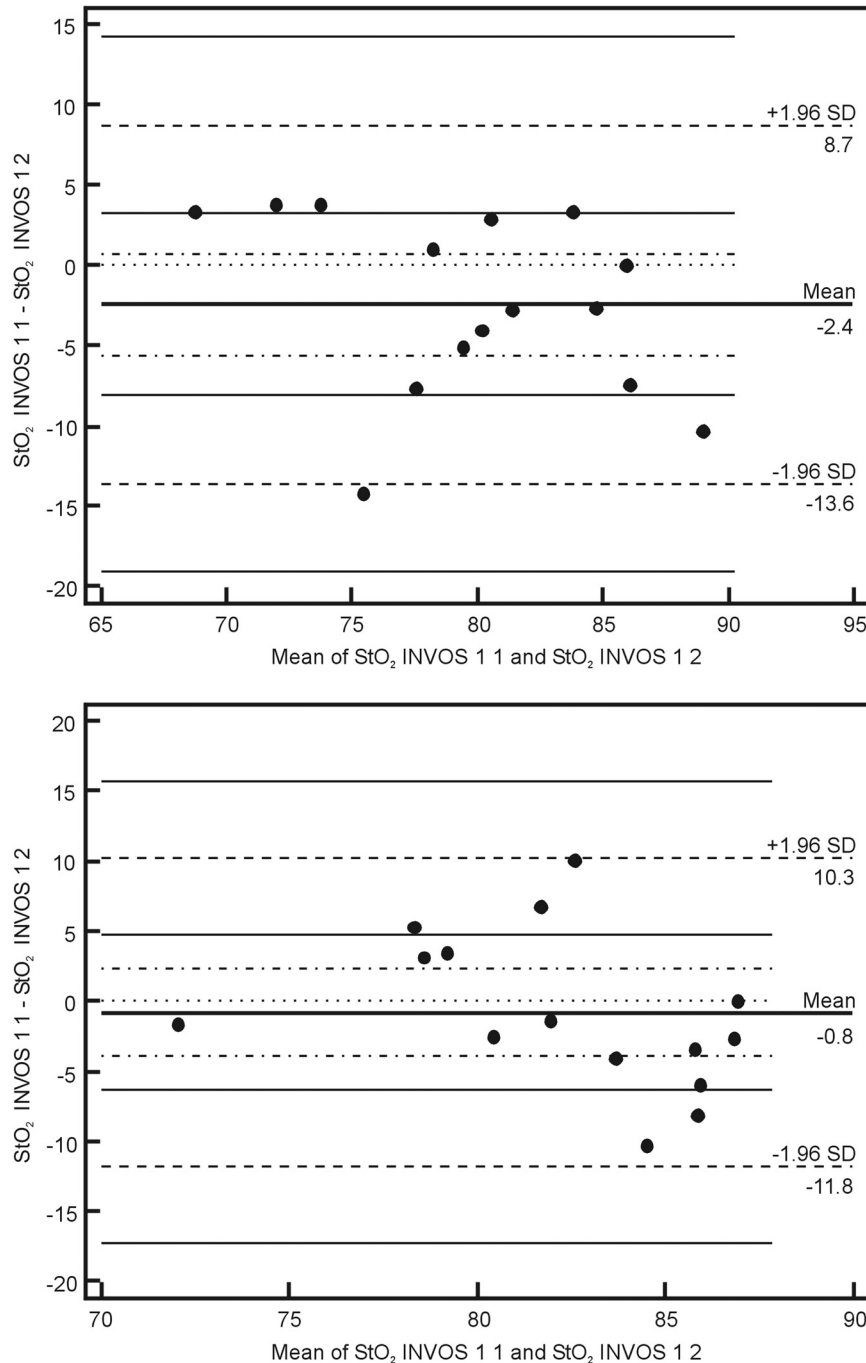 15
10
5
0
-5
-10
-15
-20
StO₂ INVOS 1 1 - StO₂ INVOS 1 2
+1.96 SD
8.7
Mean
-2.4
-1.96 SD
-13.6
65 70 75 80 85 90 95
Mean of StO₂ INVOS 1 1 and StO₂ INVOS 1 2
20
15
10
5
0
-5
-10
-15
-20
StO₂ INVOS 1 1 - StO₂ INVOS 1 2
+1.96 SD
10.3
Mean
-0.8
-1.96 SD
-11.8
70 75 80 85 90
Mean of StO₂ INVOS 1 1 and StO₂ INVOS 1 2